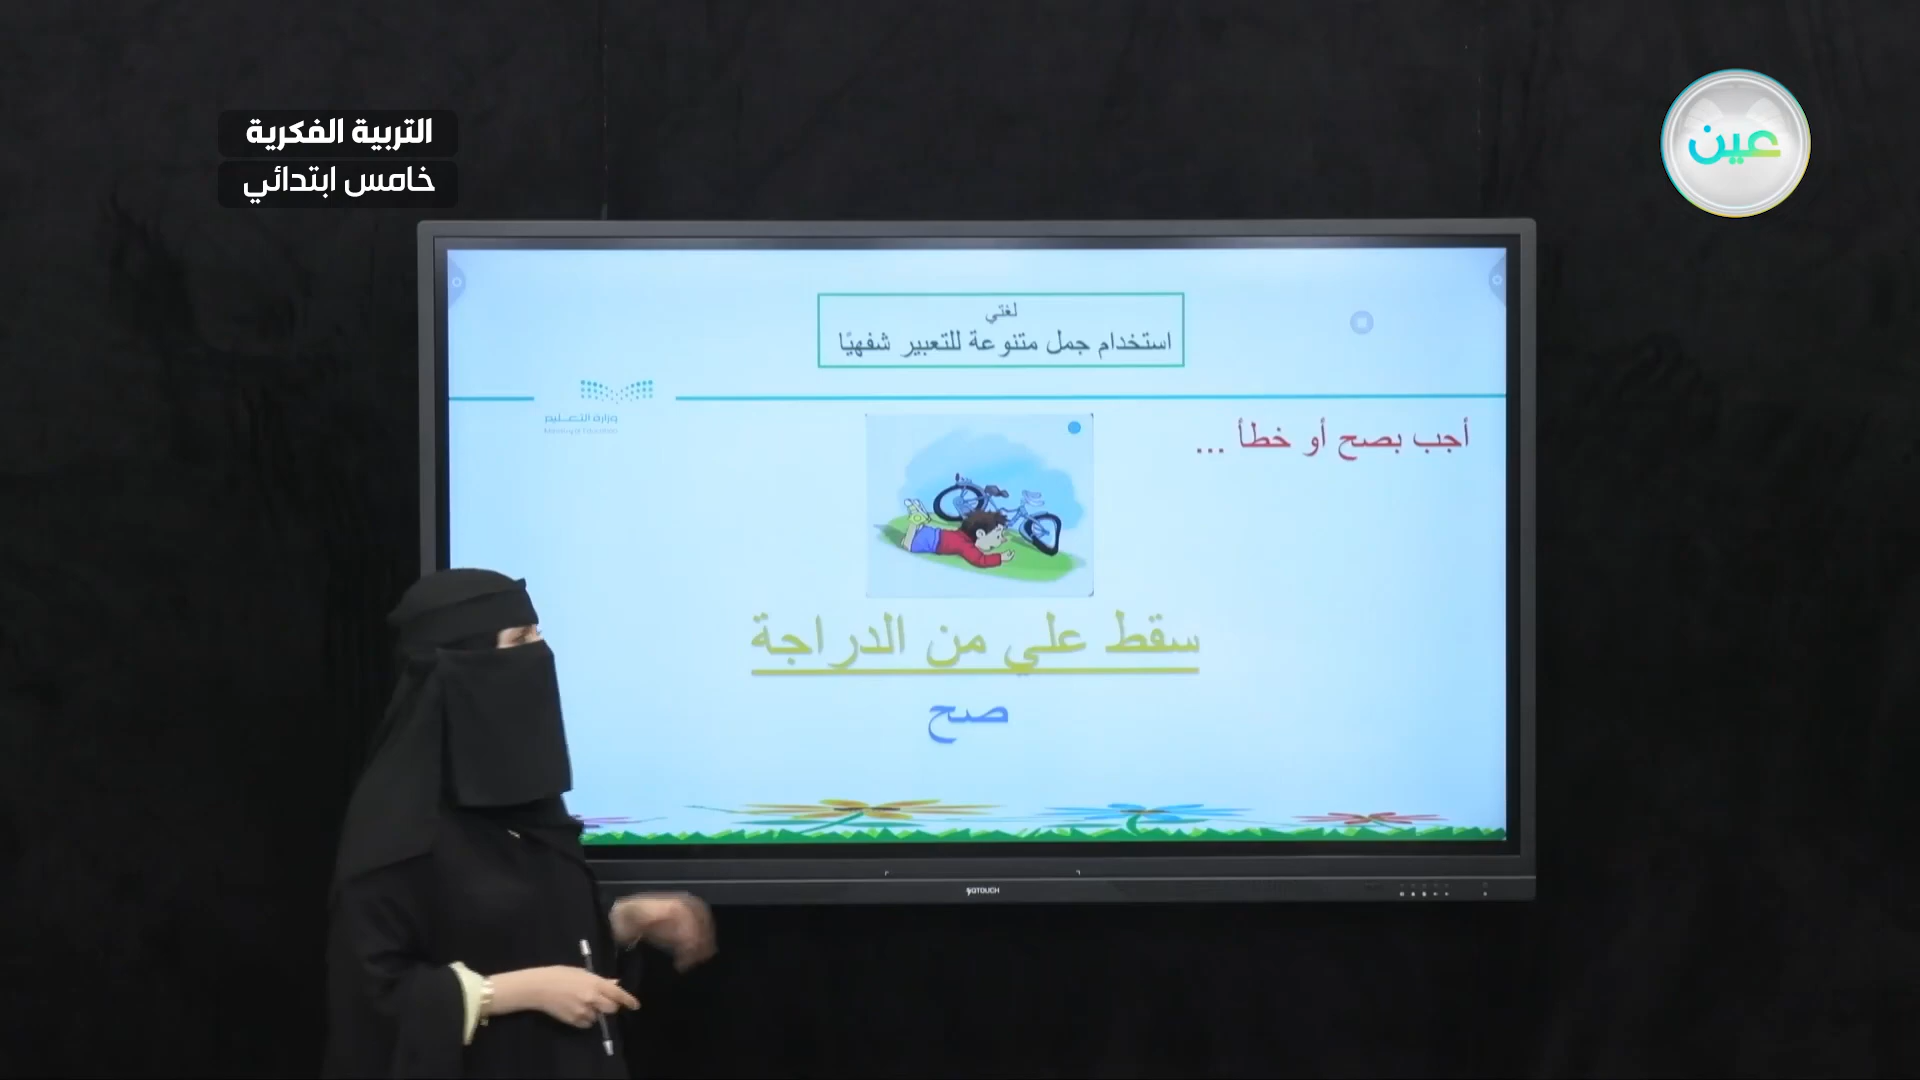 التربية الفكرية
خامس ابتدائي
عين
لغتي
استخدام جمل متنوعة للتعبير شفهيًا
وزارة التعليم
أجب بصح أو خطأ ...
سقط علي من الدراجة
صح